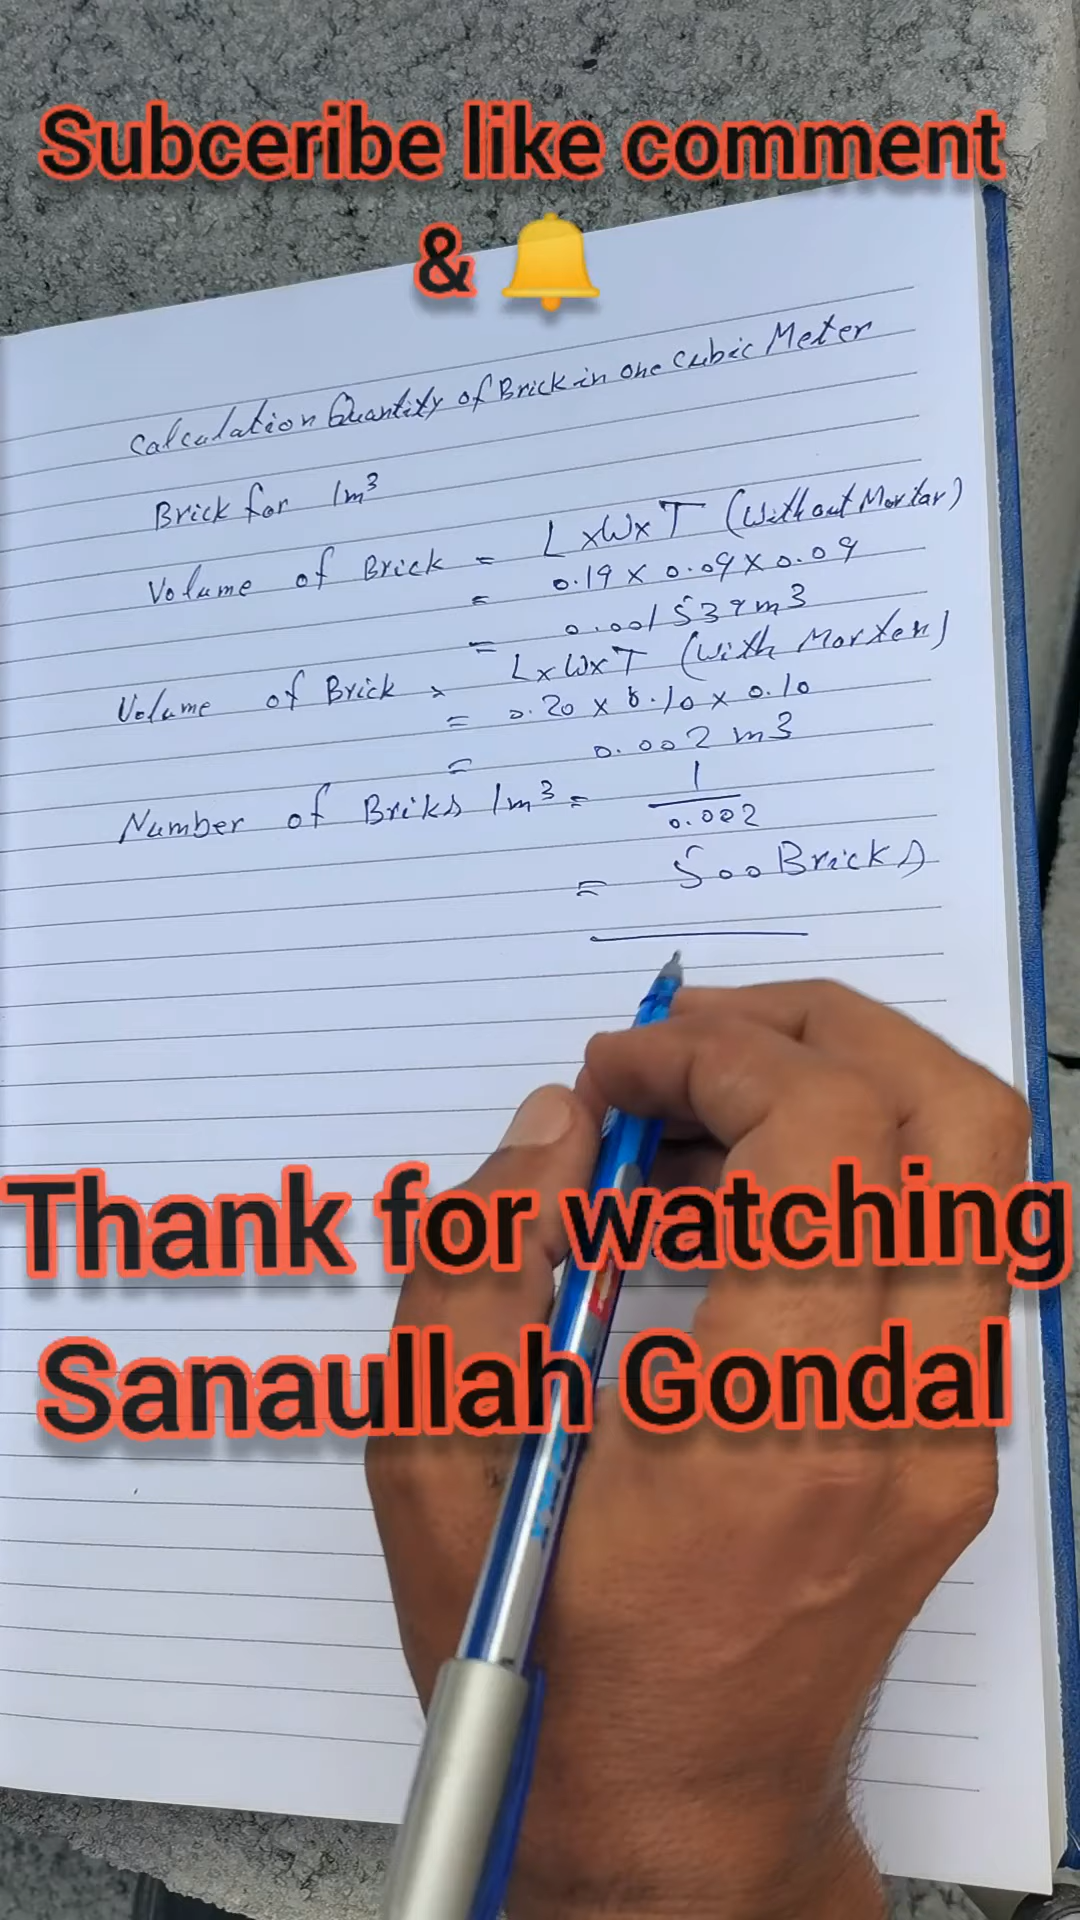 Subceribe like comment
& 🔔
Calculation Quantity of Brick in one Cubic Meter
Brick for 1m³
Volume of Brick = L x W x T (Without Mortar)
= 0.19 x 0.09 x 0.09
= 0.001539m3
Volume of Brick = L x W x T (With Morter)
= 0.20 x 0.10 x 0.10
= 0.002 m3
Number of Briks 1m³ = 1
0.002
= 500 Bricks
Thank for watching
Sanaullah Gondal